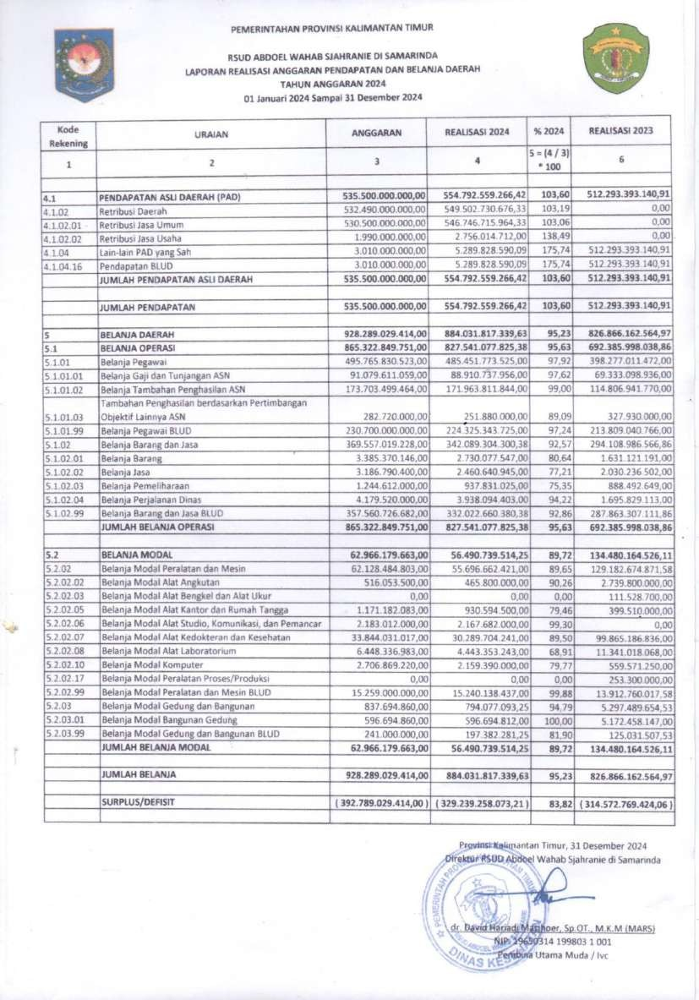 PEMERINTAHAN PROVINSI KALIMANTAN TIMUR
RSUD ABDOEL WAHAB SJAHRANIE DI SAMARINDA
LAPORAN REALISASI ANGGARAN PENDAPATAN DAN BELANJA DAERAH
TAHUN ANGGARAN 2024
01 Januari 2024 Sampai 31 Desember 2024
Kode Rekening URAIAN ANGGARAN REALISASI 2024 % 2024 REALISASI 2023
1 2 3 4 5 = (4 / 3) * 100 6
4.1 PENDAPATAN ASLI DAERAH (PAD) 535.500.000.000,00 554.792.559.266,42 103,60 512.293.393.140,91
4.1.02 Retribusi Daerah 532.490.000.000,00 549.502.730.676,33 103,19 0,00
4.1.02.01 Retribusi Jasa Umum 530.500.000.000,00 546.746.715.964,33 103,06 0,00
4.1.02.02 Retribusi Jasa Usaha 1.990.000.000,00 2.756.014.712,00 138,49 0,00
4.1.04 Lain-lain PAD yang Sah 3.010.000.000,00 5.289.828.590,09 175,74 512.293.393.140,91
4.1.04.16 Pendapatan BLUD 3.010.000.000,00 5.289.828.590,09 175,74 512.293.393.140,91
JUMLAH PENDAPATAN ASLI DAERAH 535.500.000.000,00 554.792.559.266,42 103,60 512.293.393.140,91
JUMLAH PENDAPATAN 535.500.000.000,00 554.792.559.266,42 103,60 512.293.393.140,91
5 BELANJA DAERAH 928.289.029.414,00 884.031.817.339,63 95,23 826.866.162.564,97
5.1 BELANJA OPERASI 865.322.849.751,00 827.541.077.825,38 95,63 692.385.998.038,86
5.1.01 Belanja Pegawai 495.765.830.523,00 485.451.773.525,00 97,92 398.277.011.472,00
5.1.01.01 Belanja Gaji dan Tunjangan ASN 91.079.611.059,00 88.910.737.956,00 97,62 69.333.098.936,00
5.1.01.02 Belanja Tambahan Penghasilan ASN 173.703.499.464,00 171.963.811.844,00 99,00 114.806.941.770,00
Tambahan Penghasilan berdasarkan Pertimbangan
5.1.01.03 Objektif Lainnya ASN 282.720.000,00 251.880.000,00 89,09 327.930.000,00
5.1.01.99 Belanja Pegawai BLUD 230.700.000.000,00 224.325.343.725,00 97,24 213.809.040.766,00
5.1.02 Belanja Barang dan Jasa 369.557.019.228,00 342.089.304.300,38 92,57 294.108.986.566,86
5.1.02.01 Belanja Barang 3.385.370.146,00 2.730.077.547,00 80,64 1.631.121.191,00
5.1.02.02 Belanja Jasa 3.186.790.400,00 2.460.640.945,00 77,21 2.030.236.502,00
5.1.02.03 Belanja Pemeliharaan 1.244.612.000,00 937.831.025,00 75,35 888.492.649,00
5.1.02.04 Belanja Perjalanan Dinas 4.179.520.000,00 3.938.094.403,00 94,22 1.695.829.113,00
5.1.02.99 Belanja Barang dan Jasa BLUD 357.560.726.682,00 332.022.660.380,38 92,86 287.863.307.111,86
JUMLAH BELANJA OPERASI 865.322.849.751,00 827.541.077.825,38 95,63 692.385.998.038,86
5.2 BELANJA MODAL 62.966.179.663,00 56.490.739.514,25 89,72 134.480.164.526,11
5.2.02 Belanja Modal Peralatan dan Mesin 62.128.484.803,00 55.696.662.421,00 89,65 129.182.674.871,58
5.2.02.02 Belanja Modal Alat Angkutan 516.053.500,00 465.800.000,00 90,26 2.739.800.000,00
5.2.02.03 Belanja Modal Alat Bengkel dan Alat Ukur 0,00 0,00 0,00 111.528.700,00
5.2.02.05 Belanja Modal Alat Kantor dan Rumah Tangga 1.171.182.083,00 930.594.500,00 79,46 399.510.000,00
5.2.02.06 Belanja Modal Alat Studio, Komunikasi, dan Pemancar 2.183.012.000,00 2.167.682.000,00 99,30 0,00
5.2.02.07 Belanja Modal Alat Kedokteran dan Kesehatan 33.844.031.017,00 30.289.704.241,00 89,50 99.865.186.836,00
5.2.02.08 Belanja Modal Alat Laboratorium 6.448.336.983,00 4.443.353.243,00 68,91 11.341.018.068,00
5.2.02.10 Belanja Modal Komputer 2.706.869.220,00 2.159.390.000,00 79,77 559.571.250,00
5.2.02.17 Belanja Modal Peralatan Proses/Produksi 0,00 0,00 0,00 253.300.000,00
5.2.02.99 Belanja Modal Peralatan dan Mesin BLUD 15.259.000.000,00 15.240.138.437,00 99,88 13.912.760.017,58
5.2.03 Belanja Modal Gedung dan Bangunan 837.694.860,00 794.077.093,25 94,79 5.297.489.654,53
5.2.03.01 Belanja Modal Bangunan Gedung 596.694.860,00 596.694.812,00 100,00 5.172.458.147,00
5.2.03.99 Belanja Modal Gedung dan Bangunan BLUD 241.000.000,00 197.382.281,25 81,90 125.031.507,53
JUMLAH BELANJA MODAL 62.966.179.663,00 56.490.739.514,25 89,72 134.480.164.526,11
JUMLAH BELANJA 928.289.029.414,00 884.031.817.339,63 95,23 826.866.162.564,97
SURPLUS/DEFISIT ( 392.789.029.414,00 ) ( 329.239.258.073,21 ) 83,82 ( 314.572.769.424,06 )
Provinsi Kalimantan Timur, 31 Desember 2024
Direktur RSUD Abdoel Wahab Sjahranie di Samarinda
dr. David Hariadi Masjhoer, Sp.OT., M.K.M (MARS)
NIP. 19650314 199803 1 001
Pembina Utama Muda / Ivc
DINAS KESEHATAN